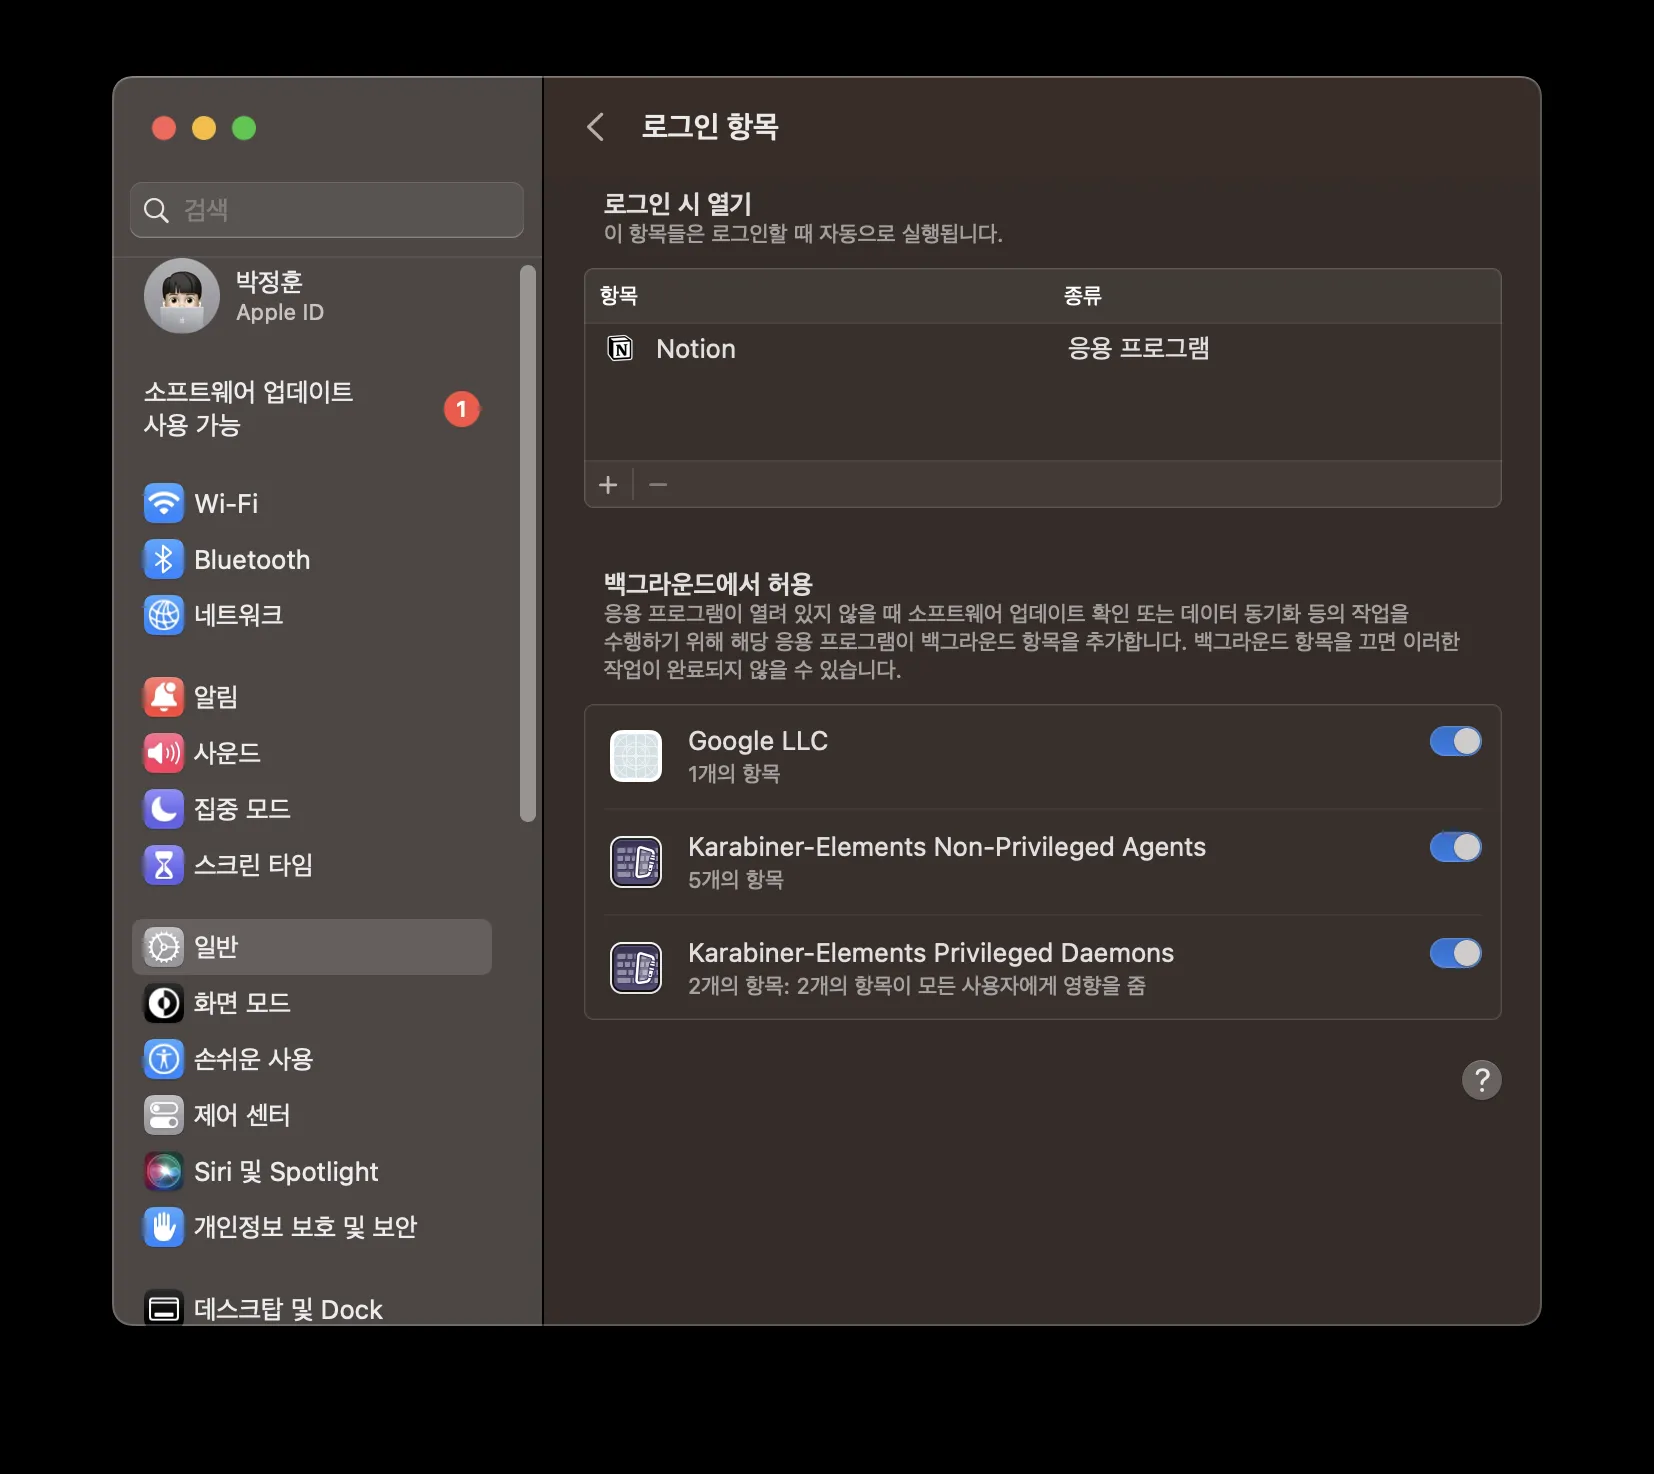 검색
박정훈
Apple ID
소프트웨어 업데이트
사용 가능
1
Wi-Fi
Bluetooth
네트워크
알림
사운드
집중 모드
스크린 타임
일반
화면 모드
손쉬운 사용
제어 센터
Siri 및 Spotlight
개인정보 보호 및 보안
데스크탑 및 Dock
로그인 항목
로그인 시 열기
이 항목들은 로그인할 때 자동으로 실행됩니다.
항목 종류
Notion 응용 프로그램
백그라운드에서 허용
응용 프로그램이 열려 있지 않을 때 소프트웨어 업데이트 확인 또는 데이터 동기화 등의 작업을
수행하기 위해 해당 응용 프로그램이 백그라운드 항목을 추가합니다. 백그라운드 항목을 끄면 이러한
작업이 완료되지 않을 수 있습니다.
Google LLC
1개의 항목
Karabiner-Elements Non-Privileged Agents
5개의 항목
Karabiner-Elements Privileged Daemons
2개의 항목: 2개의 항목이 모든 사용자에게 영향을 줌
?